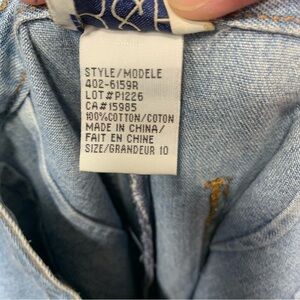 STYLE/MODELE
402-6159R
LOT#P1226
CA#15985
100%COTTON/COTON
MADE IN CHINA/
FAIT EN CHINE
SIZE/GRANDEUR 10